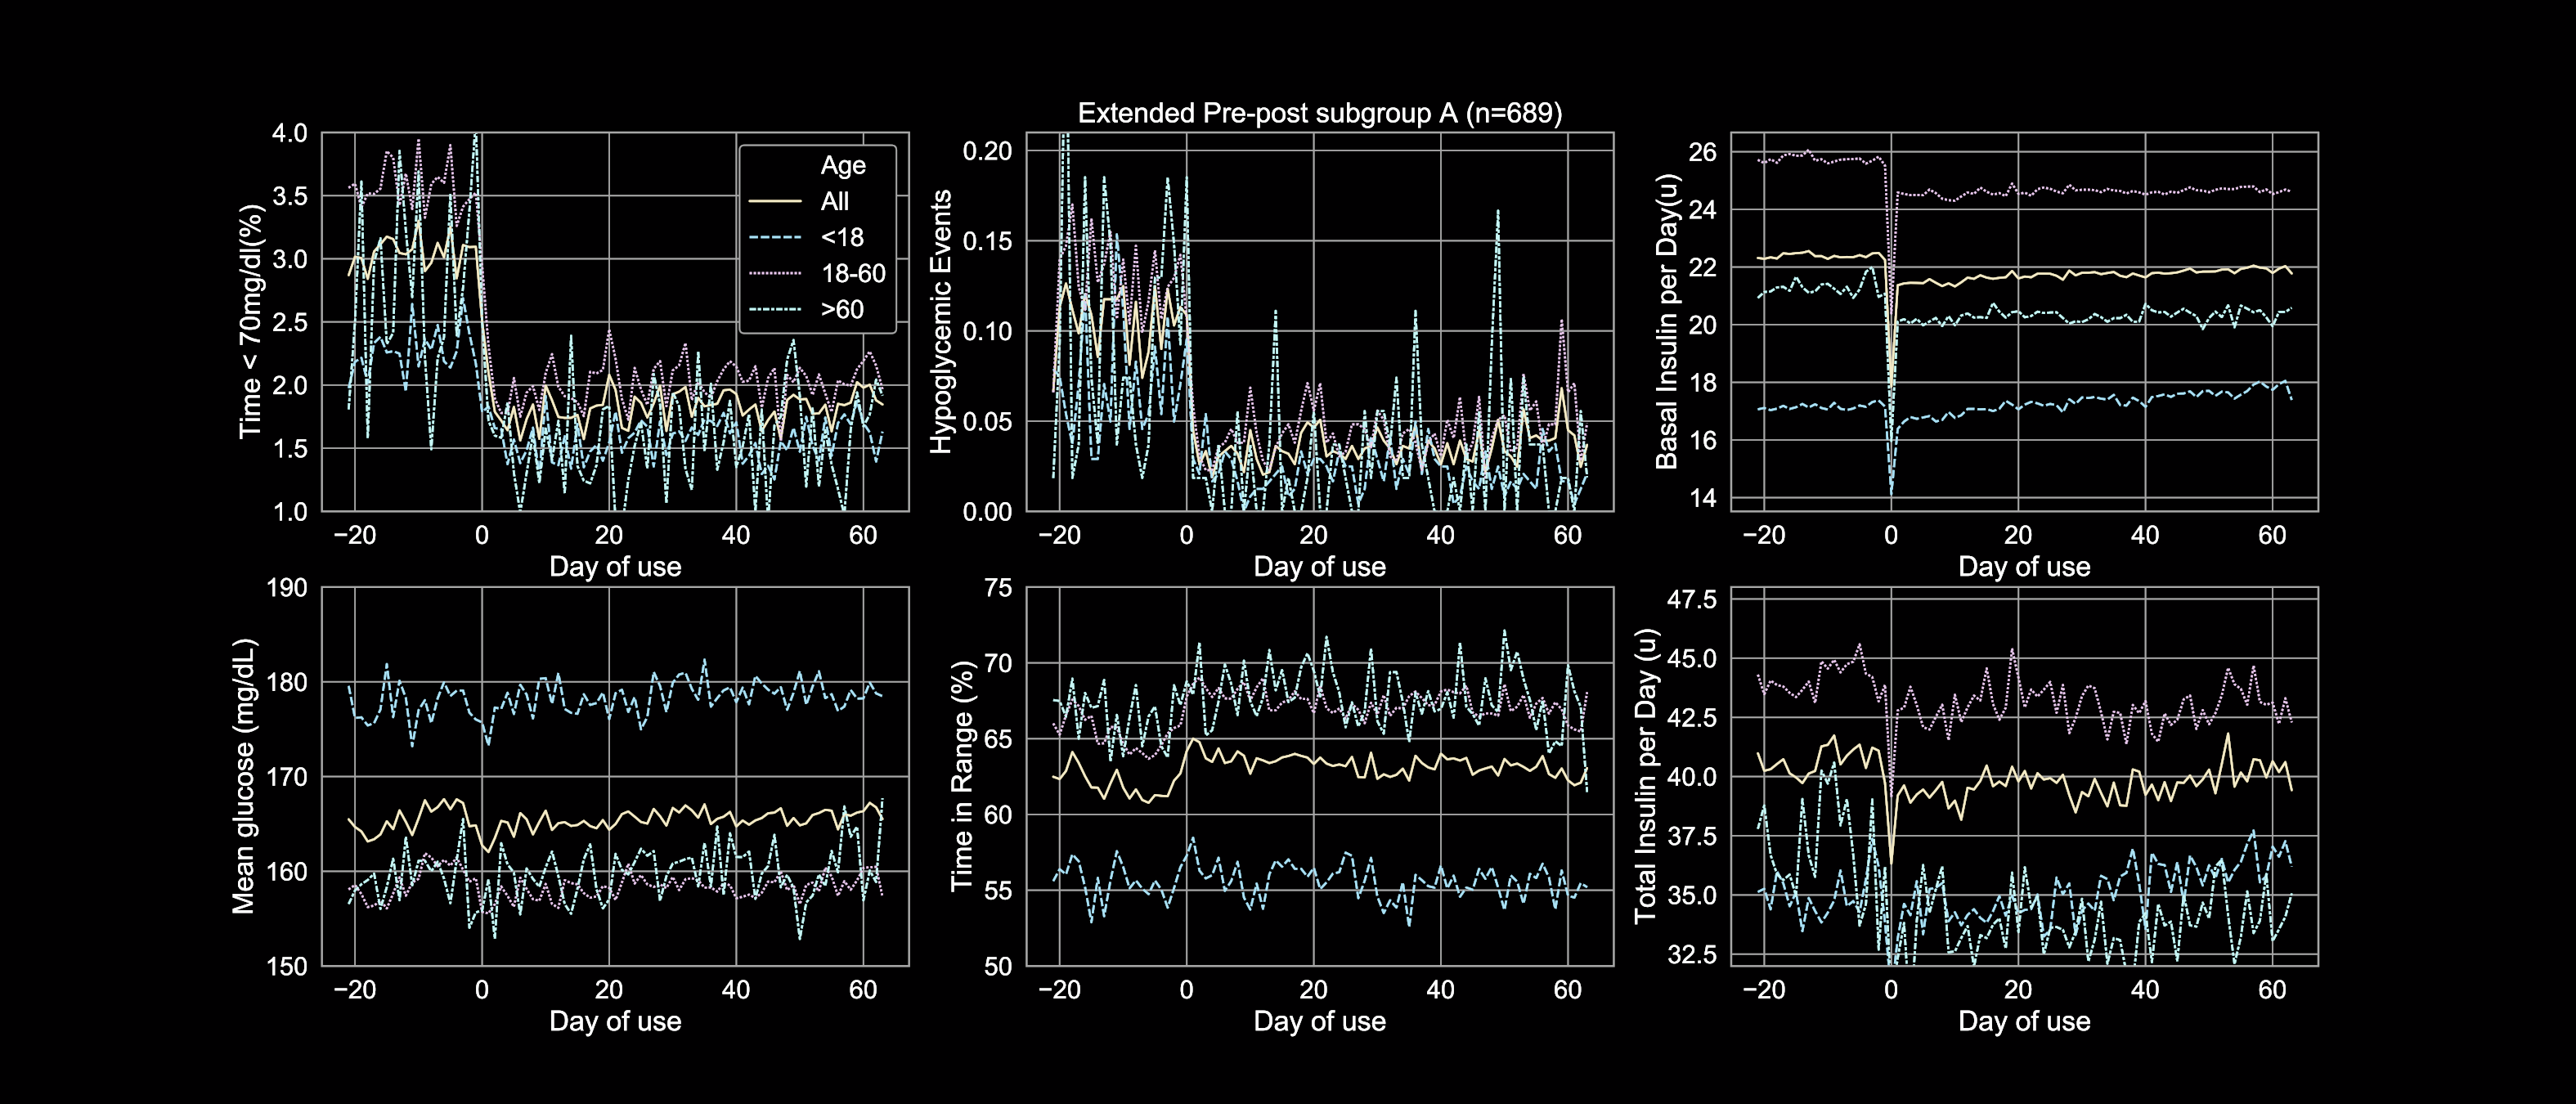 Extended Pre-post subgroup A (n=689)
Time < 70mg/dl(%)
4.0
3.5
3.0
2.5
2.0
1.5
1.0
Age
All
<18
18-60
>60
−20 0 20 40 60
Day of use
Hypoglycemic Events
0.20
0.15
0.10
0.05
0.00
−20 0 20 40 60
Day of use
Basal Insulin per Day(u)
26
24
22
20
18
16
14
−20 0 20 40 60
Day of use
Mean glucose (mg/dL)
190
180
170
160
150
−20 0 20 40 60
Day of use
Time in Range (%)
75
70
65
60
55
50
−20 0 20 40 60
Day of use
Total Insulin per Day (u)
47.5
45.0
42.5
40.0
37.5
35.0
32.5
−20 0 20 40 60
Day of use